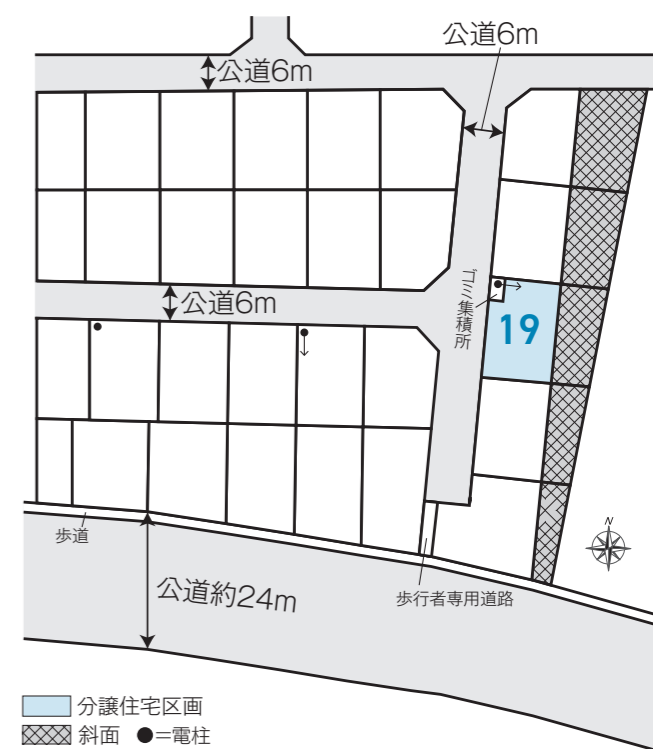 公道6m
公道6m
公道6m
ゴミ集積所
19
N
歩道
公道約24m
歩行者専用道路
分譲住宅区画
斜面 ●=電柱